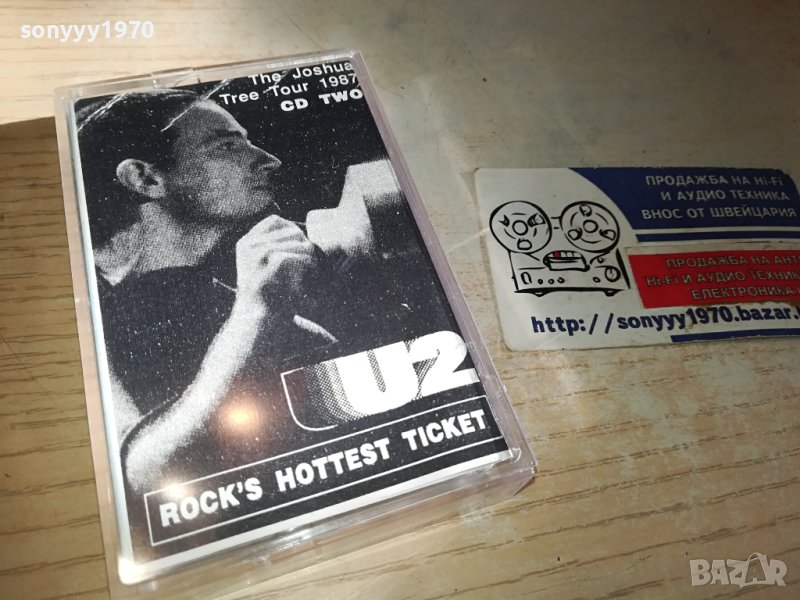 sonyyy1970
The Joshua
Tree Tour 1987
CD TWO
U2
ROCK'S HOTTEST TICKET
ПРОДАЖБА НА Hi-Fi
И АУДИО ТЕХНИКА
ВНОС ОТ ШВЕЙЦАРИЯ
ПРОДАЖБА НА АНТ
Hi-Fi И АУДИО ТЕХНИК
ЕЛЕКТРОНИКА
http://sonyyy1970.bazar.
BAZAR